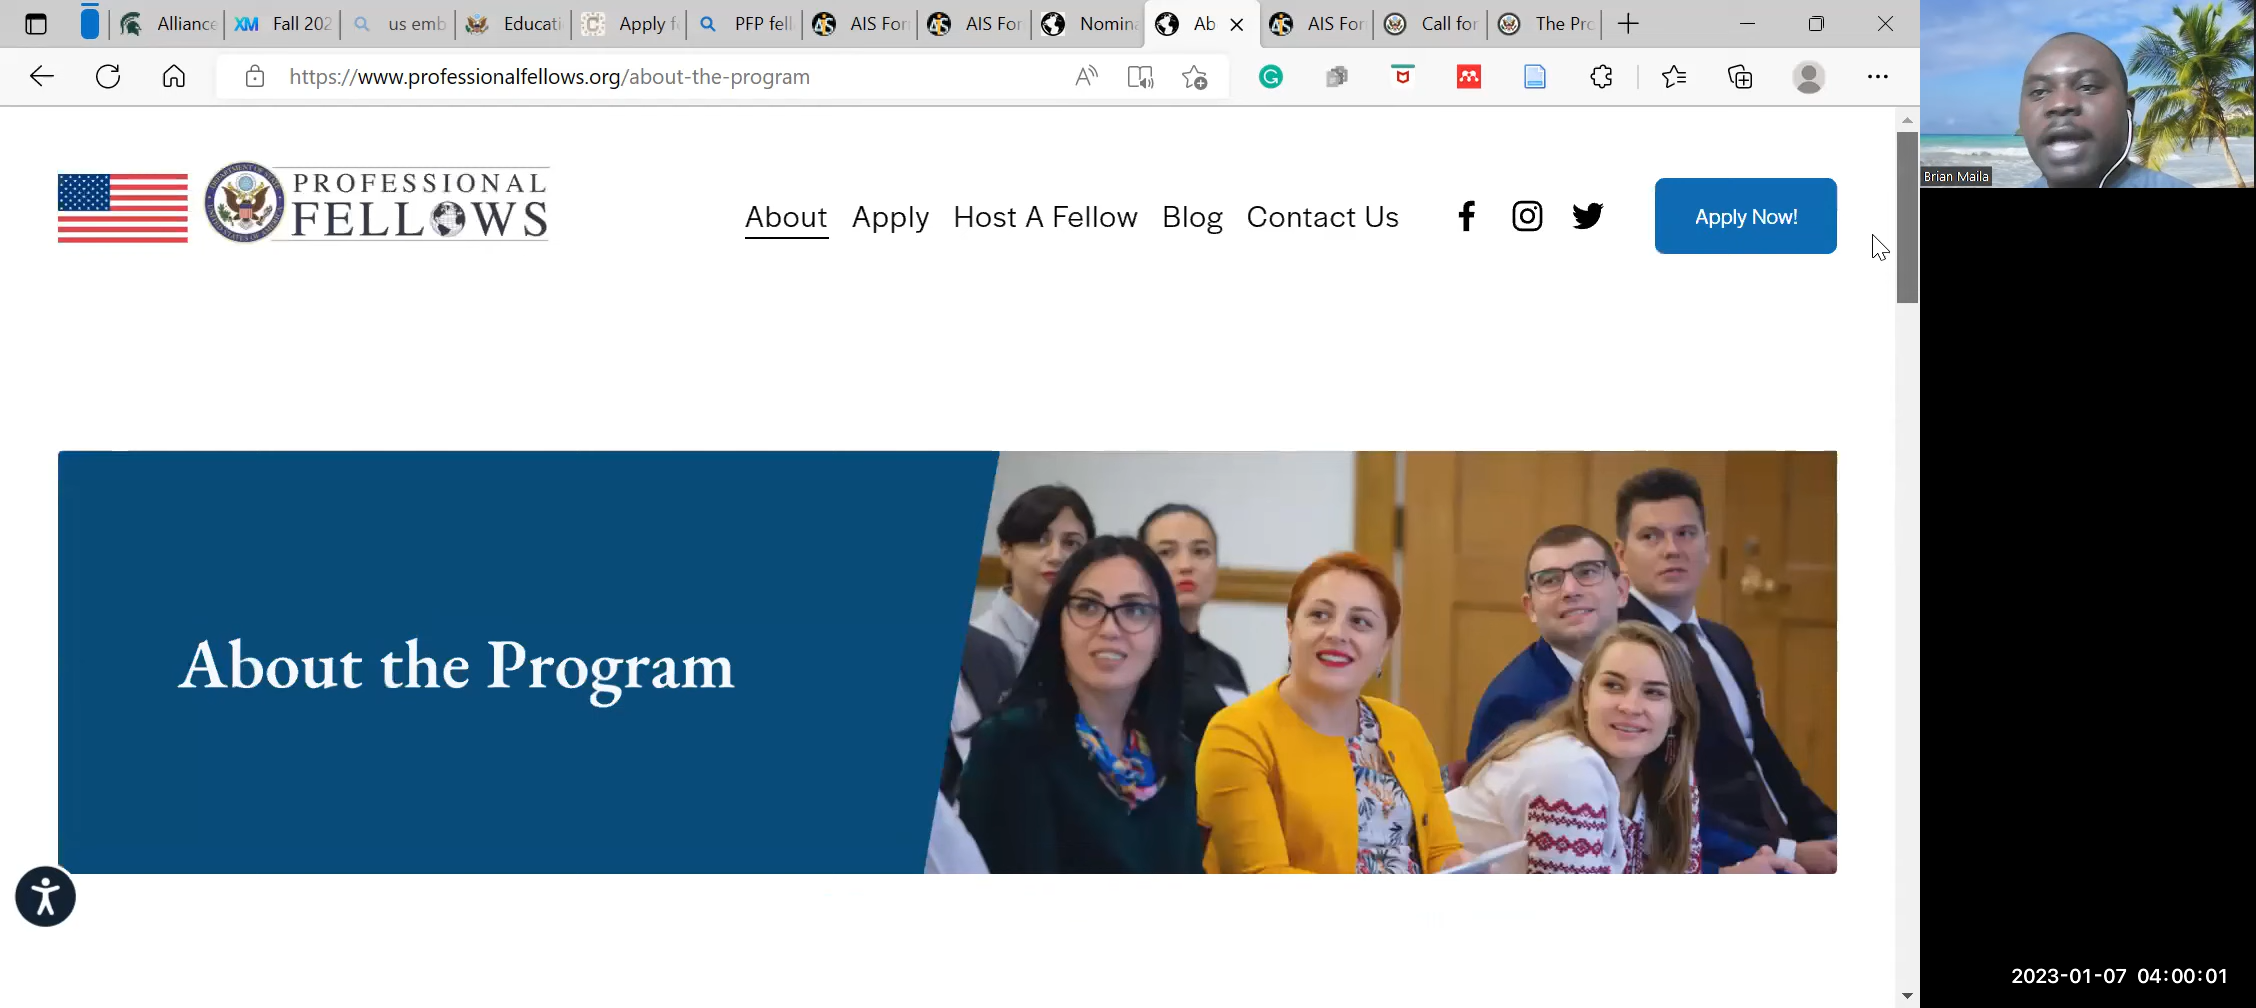 Alliance
Fall 202
us emb
Educati
Apply f
PFP fell
AIS For
AIS For
Nomina
Ab
AIS For
Call for
The Pro
https://www.professionalfellows.org/about-the-program
PROFESSIONAL
FELLOWS
About
Apply
Host A Fellow
Blog
Contact Us
Apply Now!
Brian Maila
About the Program
2023-01-07 04:00:01